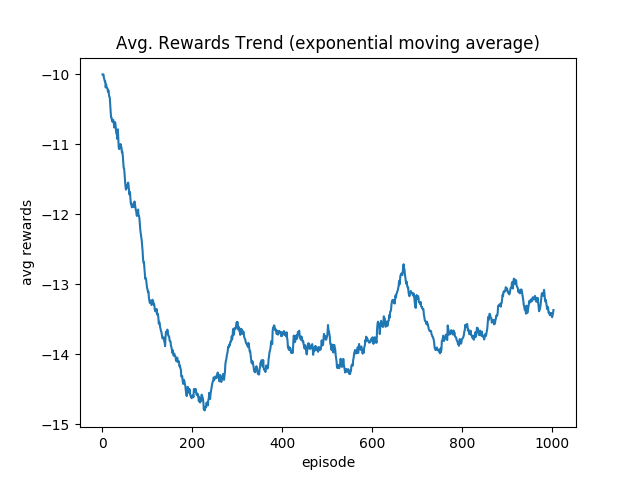 Avg. Rewards Trend (exponential moving average)
avg rewards
−10
−11
−12
−13
−14
−15
0 200 400 600 800 1000
episode